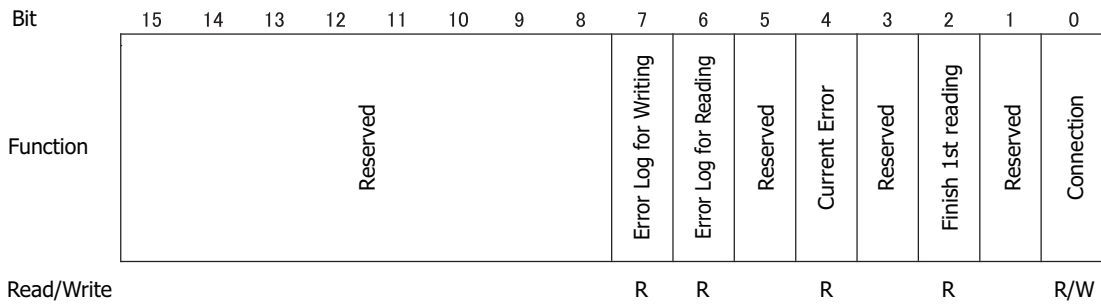 Bit 15 14 13 12 11 10 9 8 7 6 5 4 3 2 1 0
Function Reserved Error Log for Writing Error Log for Reading Reserved Current Error Reserved Finish 1st reading Reserved Connection
Read/Write R R R R R/W